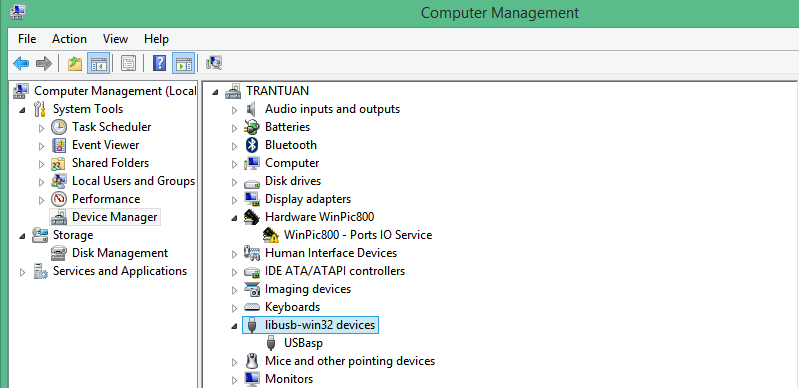 Computer Management
File Action View Help
Computer Management (Local
System Tools
Task Scheduler
Event Viewer
Shared Folders
Local Users and Groups
Performance
Device Manager
Storage
Disk Management
Services and Applications
TRANTUAN
Audio inputs and outputs
Batteries
Bluetooth
Computer
Disk drives
Display adapters
Hardware WinPic800
WinPic800 - Ports IO Service
Human Interface Devices
IDE ATA/ATAPI controllers
Imaging devices
Keyboards
libusb-win32 devices
USBasp
Mice and other pointing devices
Monitors